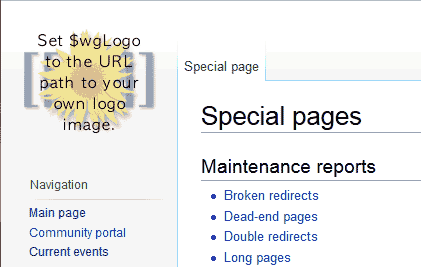 Set $wgLogo
to the URL
path to your
own logo
image.
Special page
Special pages
Navigation
Main page
Community portal
Current events
Maintenance reports
Broken redirects
Dead-end pages
Double redirects
Long pages